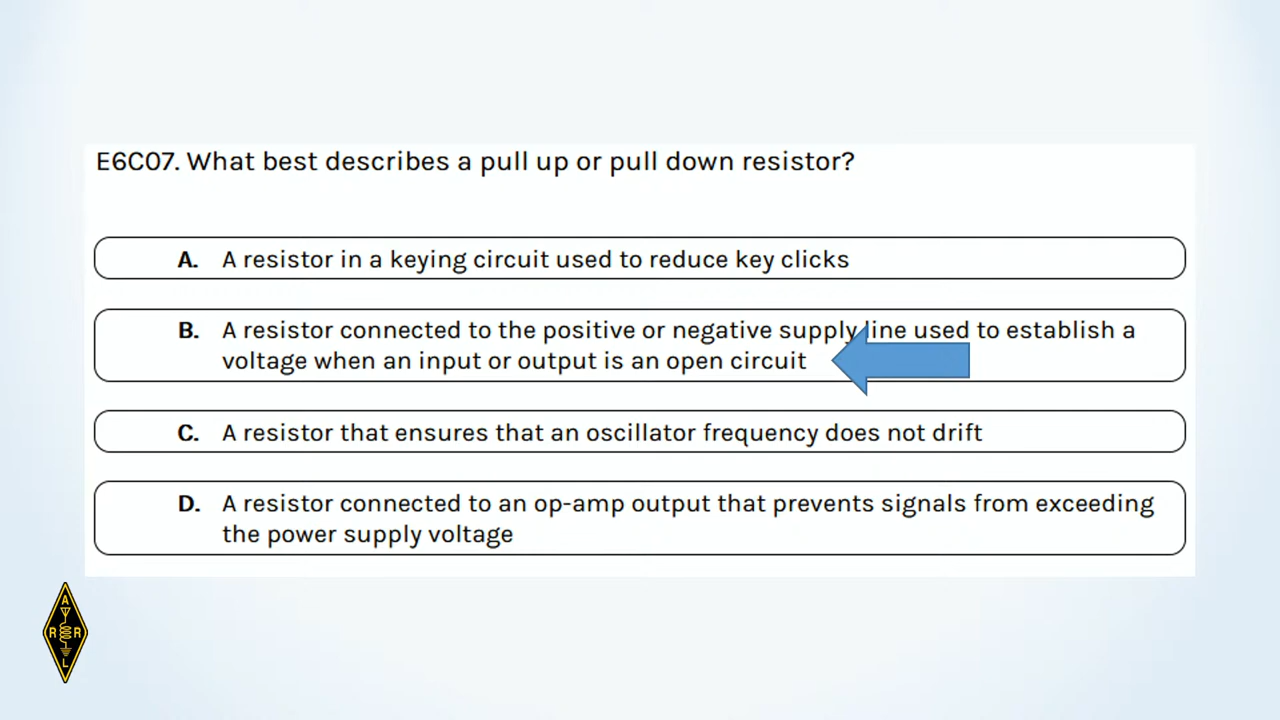 E6C07. What best describes a pull up or pull down resistor?
A. A resistor in a keying circuit used to reduce key clicks
B. A resistor connected to the positive or negative supply line used to establish a
voltage when an input or output is an open circuit
C. A resistor that ensures that an oscillator frequency does not drift
D. A resistor connected to an op-amp output that prevents signals from exceeding
the power supply voltage
A
R R
L